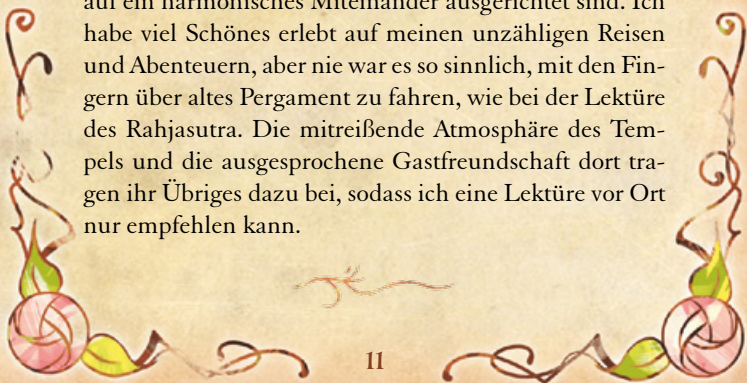 auf ein harmonisches Miteinander ausgerichtet sind. Ich
habe viel Schönes erlebt auf meinen unzähligen Reisen
und Abenteuern, aber nie war es so sinnlich, mit den Fin-
gern über altes Pergament zu fahren, wie bei der Lektüre
des Rahjasutra. Die mitreißende Atmosphäre des Tem-
pels und die ausgesprochene Gastfreundschaft dort tra-
gen ihr Übriges dazu bei, sodass ich eine Lektüre vor Ort
nur empfehlen kann.
11